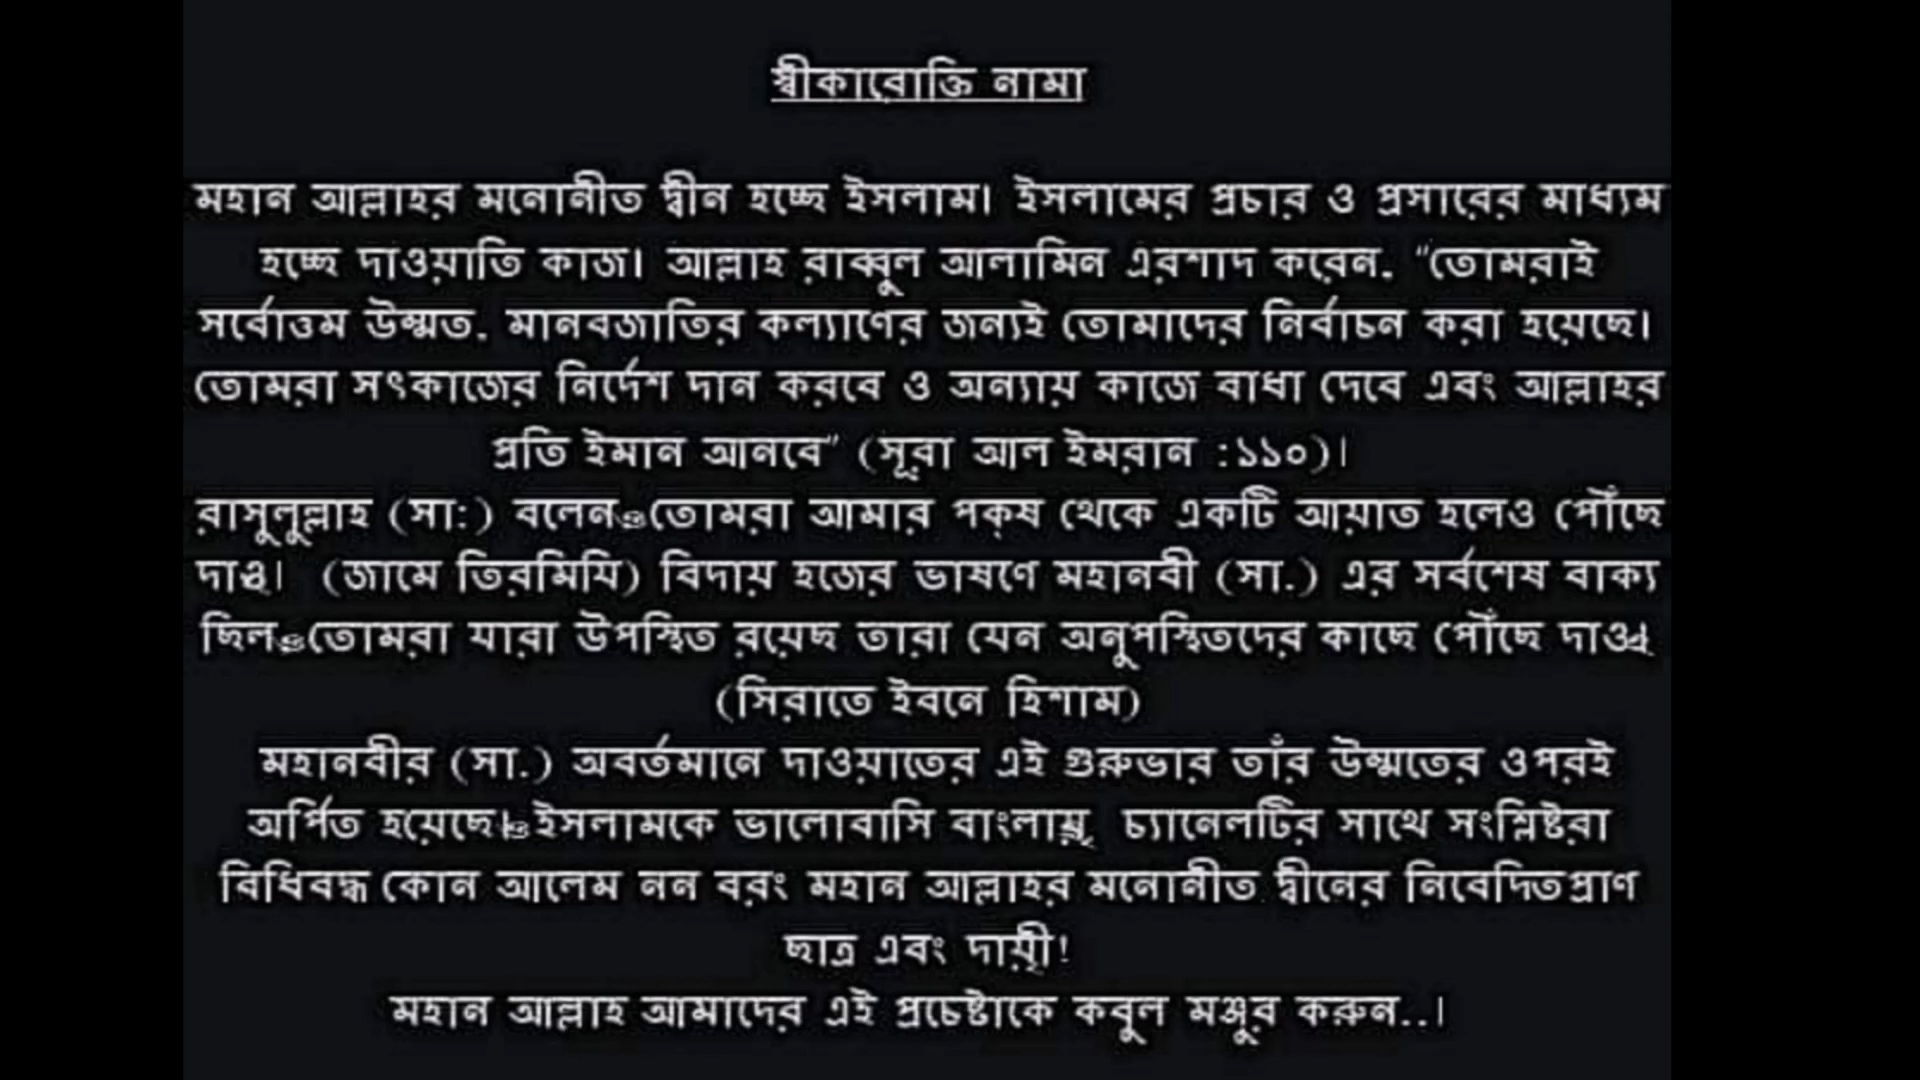 স্বীকারোক্তি নামা
মহান আল্লাহর মনোনীত দ্বীন হচ্ছে ইসলাম। ইসলামের প্রচার ও প্রসারের মাধ্যম
হচ্ছে দাওয়াতি কাজ। আল্লাহ রাব্বুল আলামিন এরশাদ করেন, "তোমরাই
সর্বোত্তম উম্মত, মানবজাতির কল্যাণের জন্যই তোমাদের নির্বাচন করা হয়েছে।
তোমরা সৎকাজের নির্দেশ দান করবে ও অন্যায় কাজে বাধা দেবে এবং আল্লাহর
প্রতি ইমান আনবে" (সূরা আল ইমরান :১১০)।
রাসুলুল্লাহ (সা:) বলেন তোমরা আমার পক্ষ থেকে একটি আয়াত হলেও পৌঁছে
দাও। (জামে তিরমিযি) বিদায় হজের ভাষণে মহানবী (সা.) এর সর্বশেষ বাক্য
ছিল তোমরা যারা উপস্থিত রয়েছ তারা যেন অনুপস্থিতদের কাছে পৌঁছে দাও।
(সিরাতে ইবনে হিশাম)
মহানবীর (সা.) অবর্তমানে দাওয়াতের এই গুরুভার তাঁর উম্মতের ওপরই
অর্পিত হয়েছে। ইসলামকে ভালোবাসি বাংলায় চ্যানেলটির সাথে সংশ্লিষ্টরা
বিধিবদ্ধ কোন আলেম নন বরং মহান আল্লাহর মনোনীত দ্বীনের নিবেদিতপ্রাণ
ছাত্র এবং দায়ী!
মহান আল্লাহ আমাদের এই প্রচেষ্টাকে কবুল মঞ্জুর করুন..।